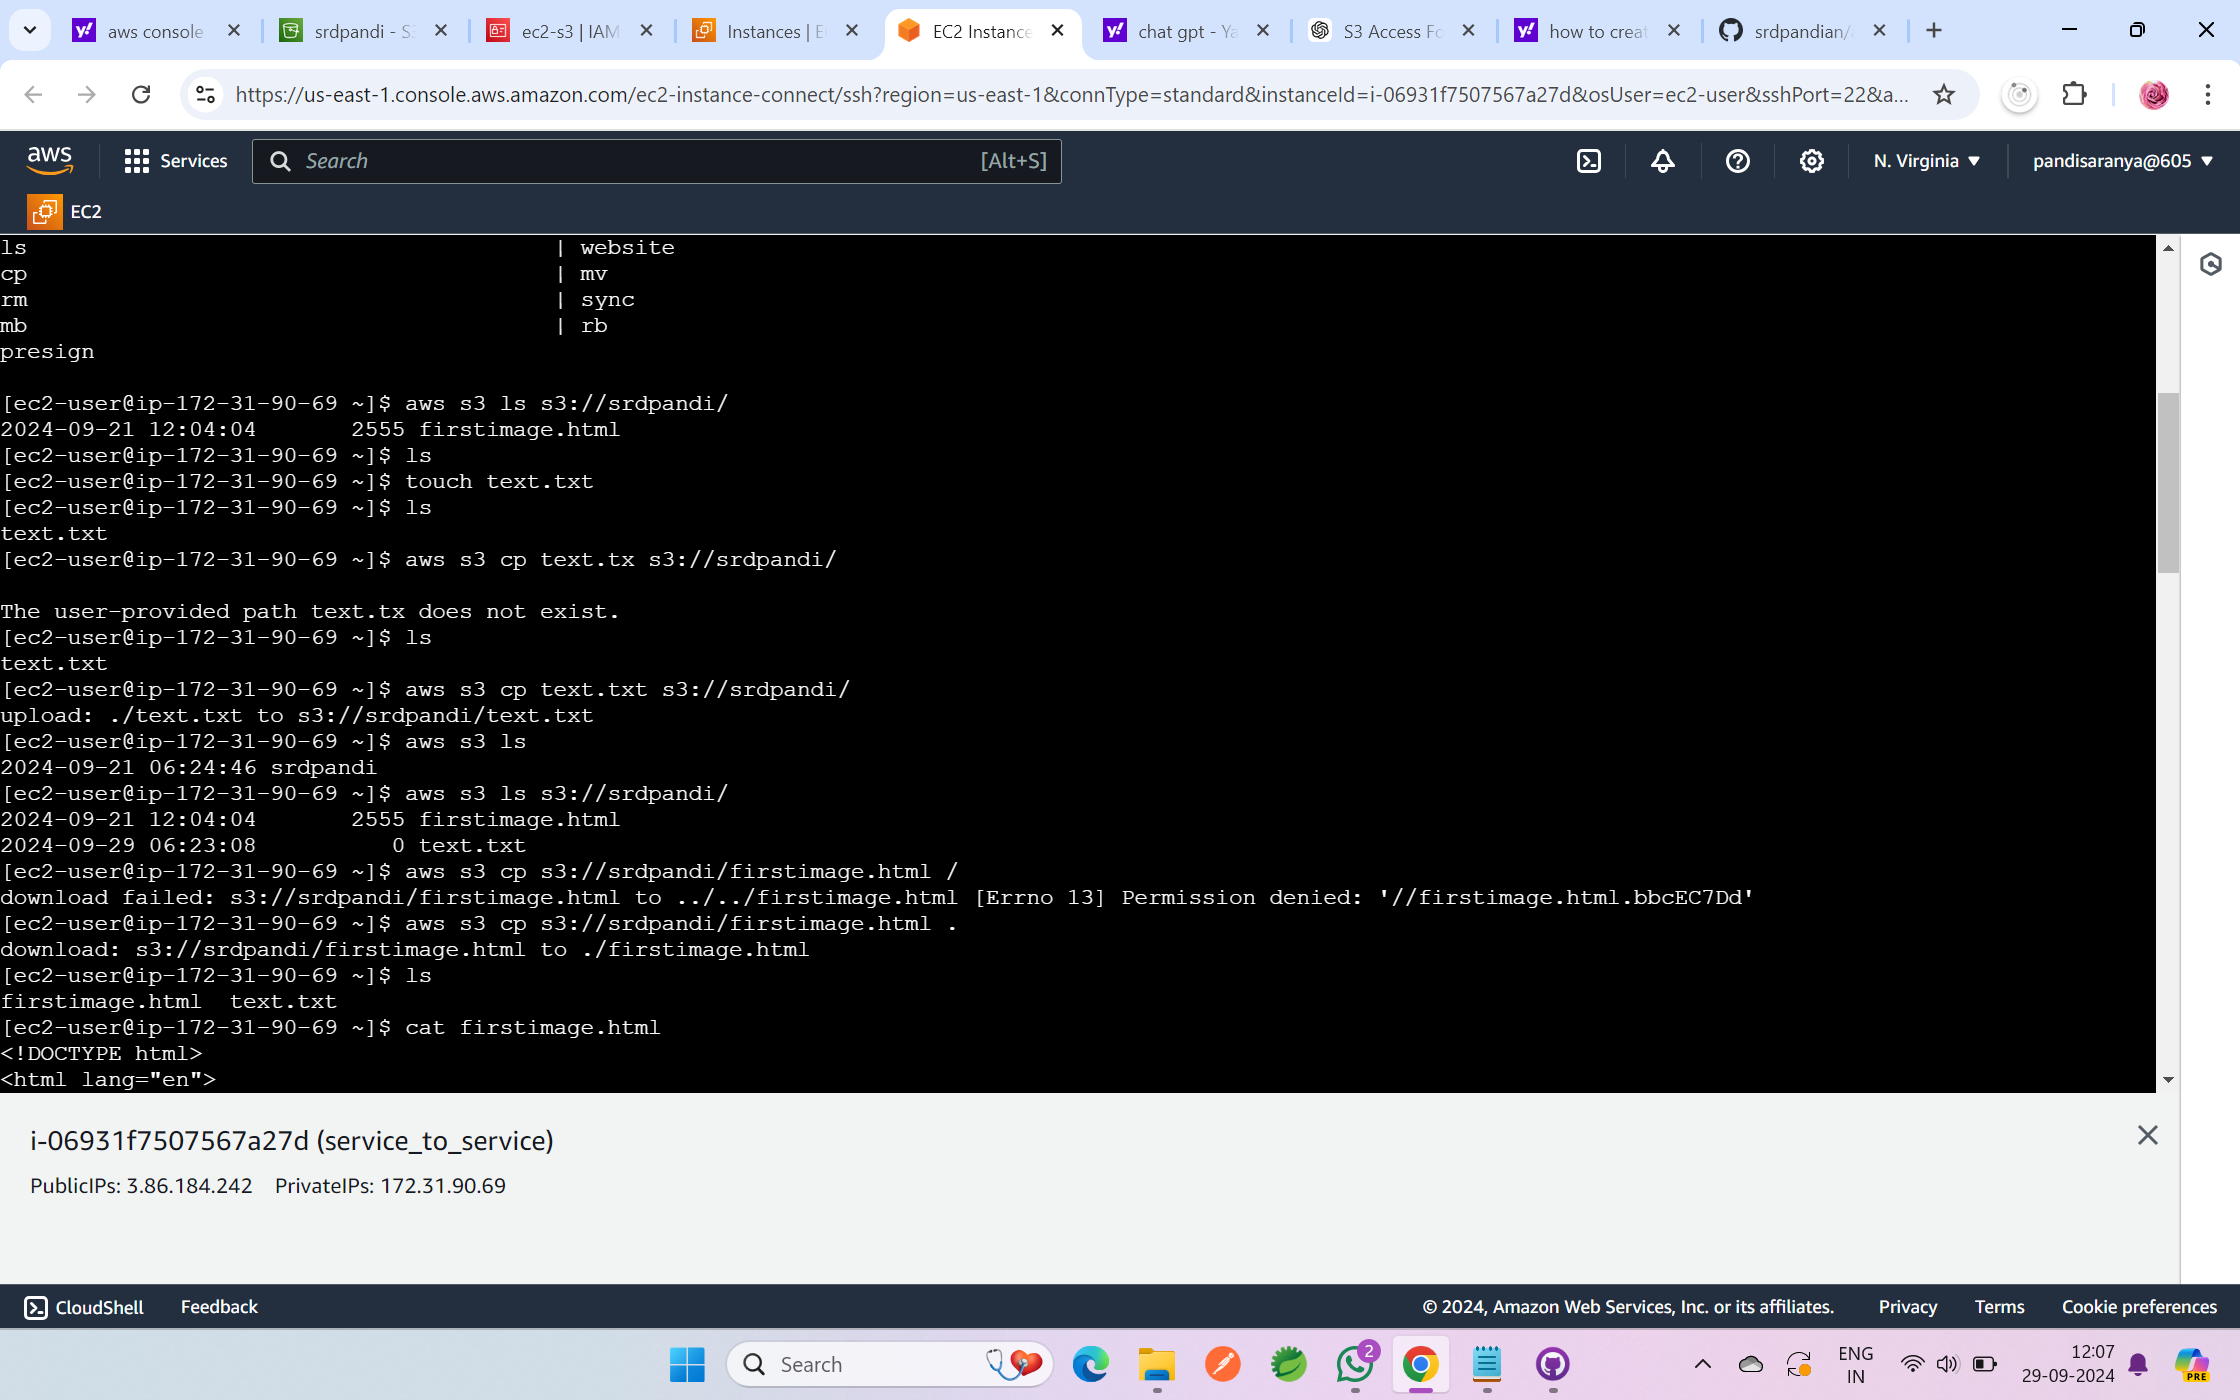 aws console
srdpandi - S3
ec2-s3 | IAM
Instances | E
EC2 Instance
chat gpt - Ya
S3 Access Fo
how to creat
srdpandian/
https://us-east-1.console.aws.amazon.com/ec2-instance-connect/ssh?region=us-east-1&connType=standard&instanceId=i-06931f7507567a27d&osUser=ec2-user&sshPort=22&a...
aws
Services
Search
[Alt+S]
N. Virginia
pandisaranya@605
EC2
ls | website
cp | mv
rm | sync
mb | rb
presign
[ec2-user@ip-172-31-90-69 ~]$ aws s3 ls s3://srdpandi/
2024-09-21 12:04:04 2555 firstimage.html
[ec2-user@ip-172-31-90-69 ~]$ ls
[ec2-user@ip-172-31-90-69 ~]$ touch text.txt
[ec2-user@ip-172-31-90-69 ~]$ ls
text.txt
[ec2-user@ip-172-31-90-69 ~]$ aws s3 cp text.tx s3://srdpandi/
The user-provided path text.tx does not exist.
[ec2-user@ip-172-31-90-69 ~]$ ls
text.txt
[ec2-user@ip-172-31-90-69 ~]$ aws s3 cp text.txt s3://srdpandi/
upload: ./text.txt to s3://srdpandi/text.txt
[ec2-user@ip-172-31-90-69 ~]$ aws s3 ls
2024-09-21 06:24:46 srdpandi
[ec2-user@ip-172-31-90-69 ~]$ aws s3 ls s3://srdpandi/
2024-09-21 12:04:04 2555 firstimage.html
2024-09-29 06:23:08 0 text.txt
[ec2-user@ip-172-31-90-69 ~]$ aws s3 cp s3://srdpandi/firstimage.html /
download failed: s3://srdpandi/firstimage.html to ../../firstimage.html [Errno 13] Permission denied: '//firstimage.html.bbcEC7Dd'
[ec2-user@ip-172-31-90-69 ~]$ aws s3 cp s3://srdpandi/firstimage.html .
download: s3://srdpandi/firstimage.html to ./firstimage.html
[ec2-user@ip-172-31-90-69 ~]$ ls
firstimage.html text.txt
[ec2-user@ip-172-31-90-69 ~]$ cat firstimage.html
<!DOCTYPE html>
<html lang="en">
i-06931f7507567a27d (service_to_service)
PublicIPs: 3.86.184.242 PrivateIPs: 172.31.90.69
CloudShell
Feedback
© 2024, Amazon Web Services, Inc. or its affiliates.
Privacy
Terms
Cookie preferences
Search
2
ENG
IN
12:07
29-09-2024
PRE